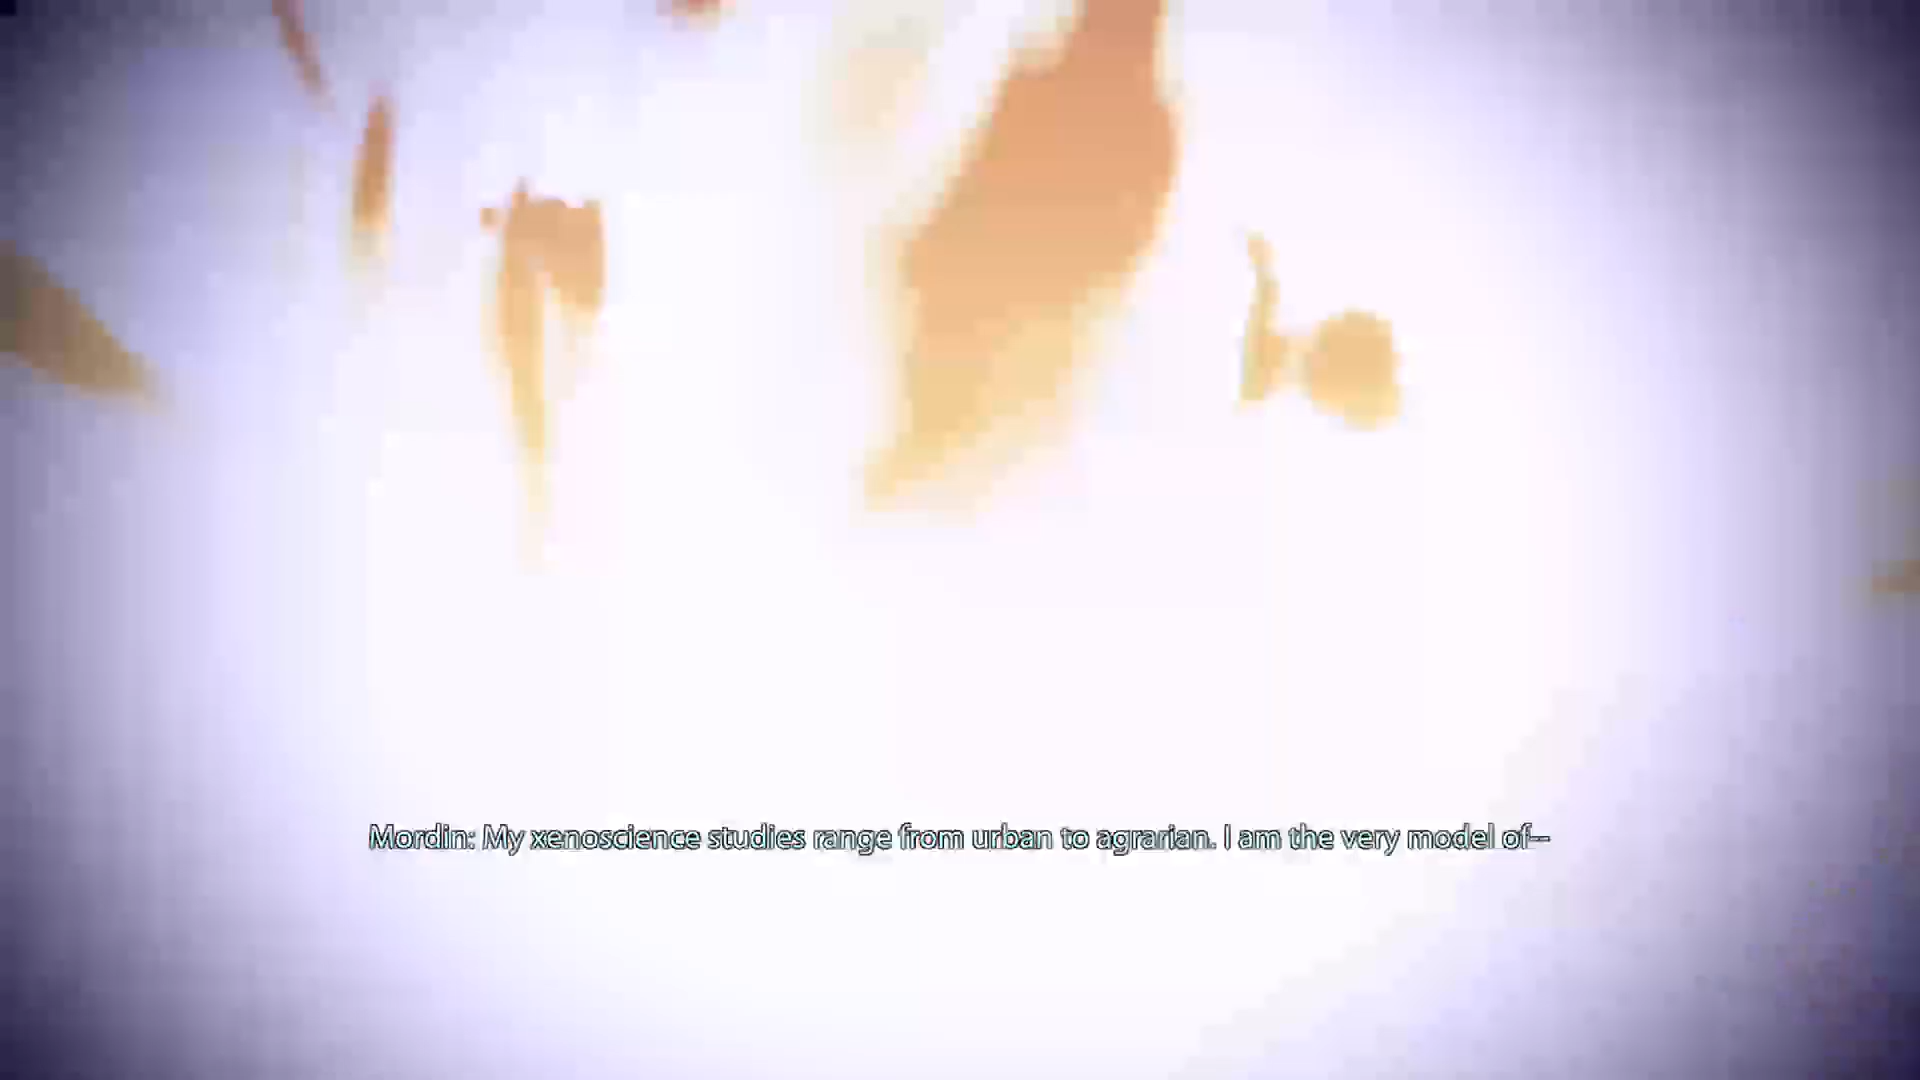 Mordin: My xenoscience studies range from urban to agrarian. I am the very model of--